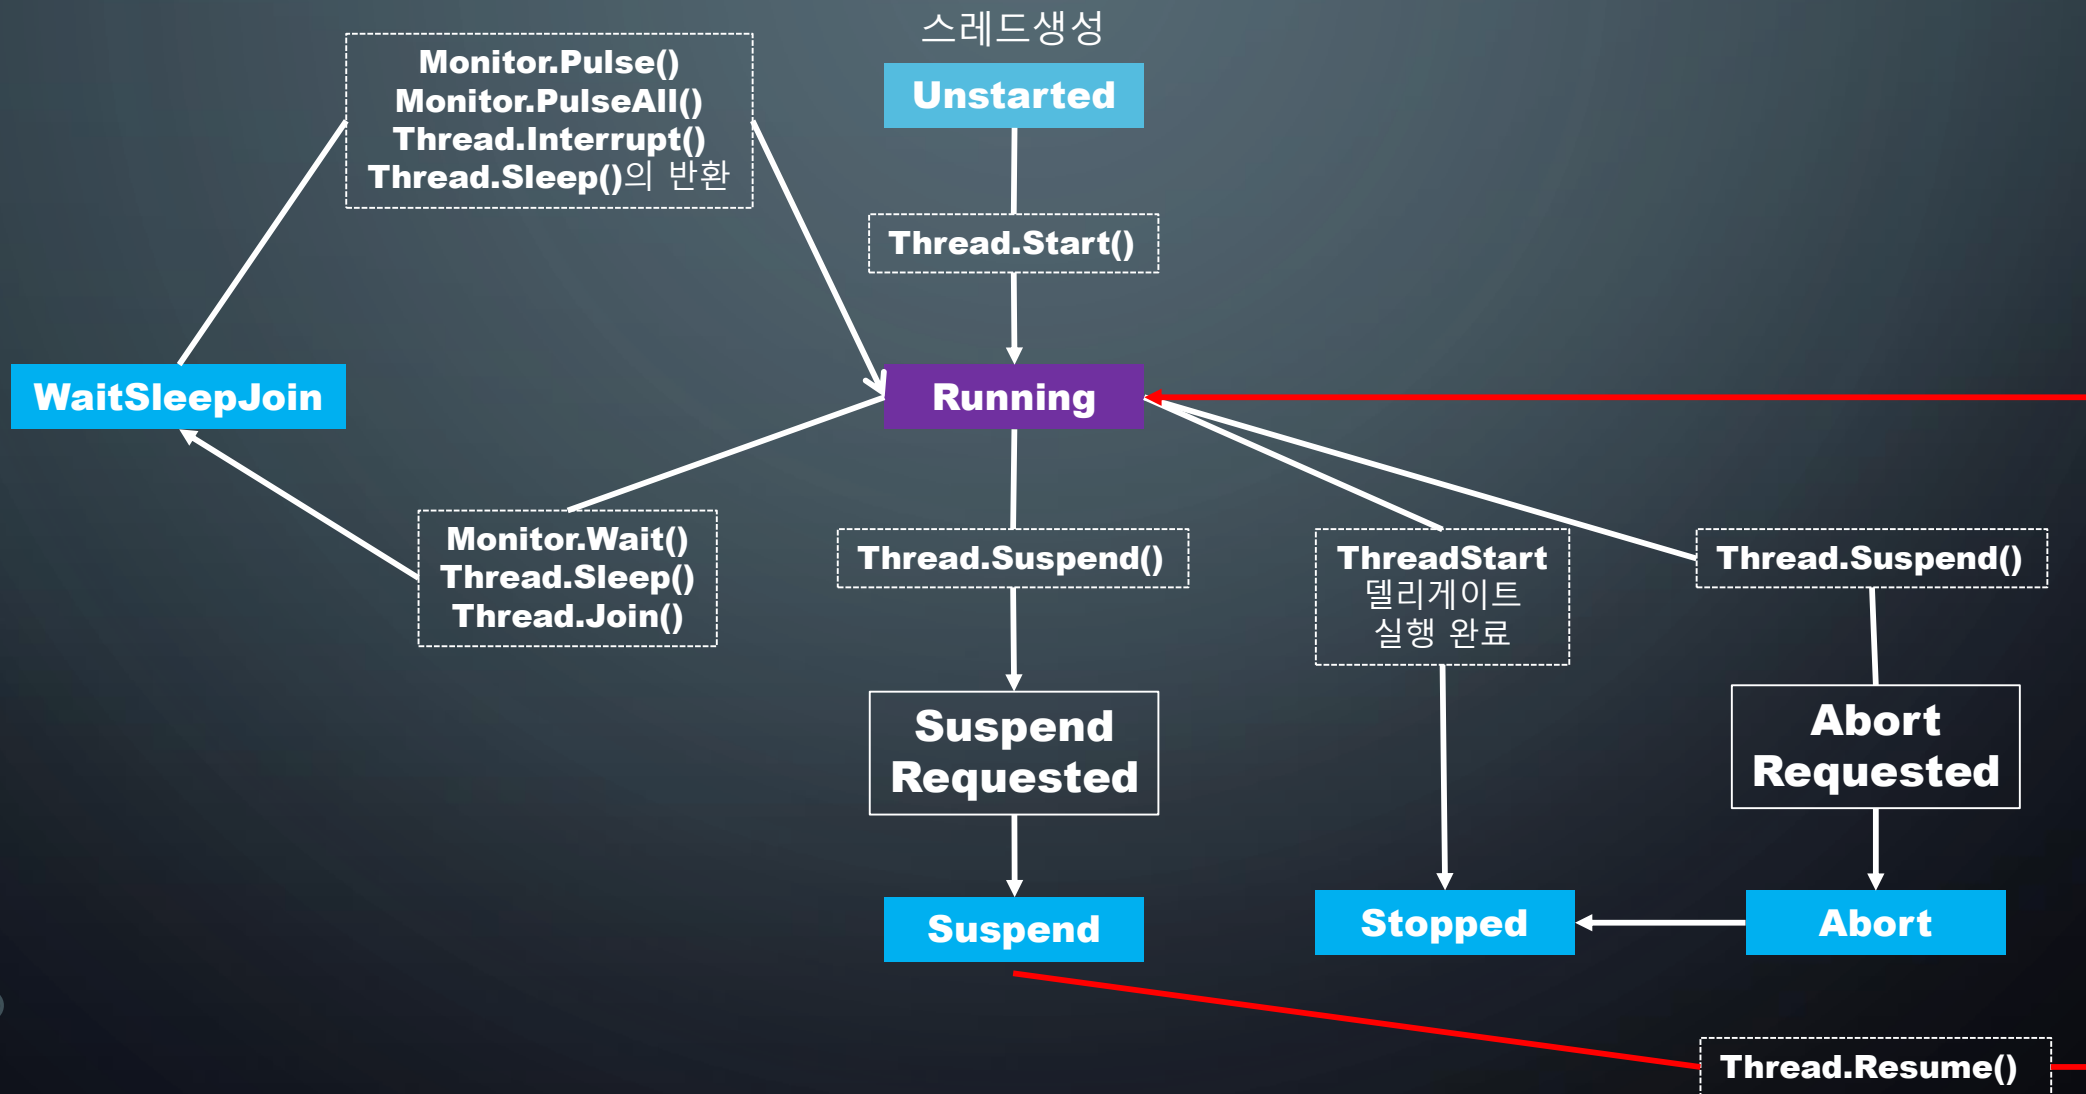 스레드생성
Unstarted
Monitor.Pulse()
Monitor.PulseAll()
Thread.Interrupt()
Thread.Sleep()의 반환
Thread.Start()
WaitSleepJoin
Running
Monitor.Wait()
Thread.Sleep()
Thread.Join()
Thread.Suspend()
ThreadStart
델리게이트
실행 완료
Thread.Suspend()
Suspend
Requested
Abort
Requested
Suspend
Stopped
Abort
Thread.Resume()